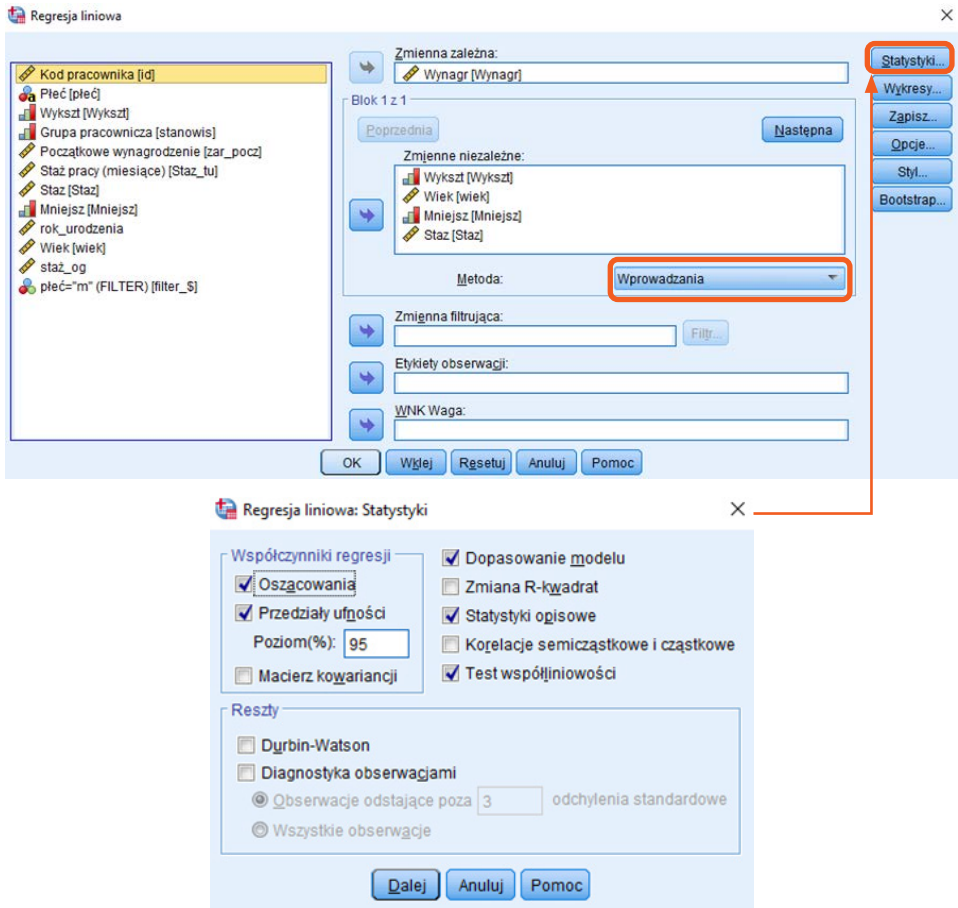 Regresja liniowa
Kod pracownika [id]
Płeć [płeć]
Wykszt [Wykszt]
Grupa pracownicza [stanowis]
Początkowe wynagrodzenie [zar_pocz]
Staż pracy (miesiące) [Staz_tu]
Staz [Staz]
Mniejsz [Mniejsz]
rok_urodzenia
Wiek [wiek]
staż_og
płeć="m" (FILTER) [filter_$]
Zmienna zależna:
Wynagr [Wynagr]
Blok 1 z 1
Poprzednia
Następna
Zmienne niezależne:
Wykszt [Wykszt]
Wiek [wiek]
Mniejsz [Mniejsz]
Staz [Staz]
Metoda:
Wprowadzania
Zmienna filtrująca:
Filtr...
Etykiety obserwacji:
WNK Waga:
Statystyki...
Wykresy...
Zapisz...
Opcje...
Styl...
Bootstrap...
OK
Wklej
Resetuj
Anuluj
Pomoc
Regresja liniowa: Statystyki
Współczynniki regresji
Oszacowania
Przedziały ufności
Poziom(%): 95
Macierz kowariancji
Dopasowanie modelu
Zmiana R-kwadrat
Statystyki opisowe
Korelacje semicząstkowe i cząstkowe
Test współliniowości
Reszty
Durbin-Watson
Diagnostyka obserwacjami
Obserwacje odstające poza 3 odchylenia standardowe
Wszystkie obserwacje
Dalej
Anuluj
Pomoc